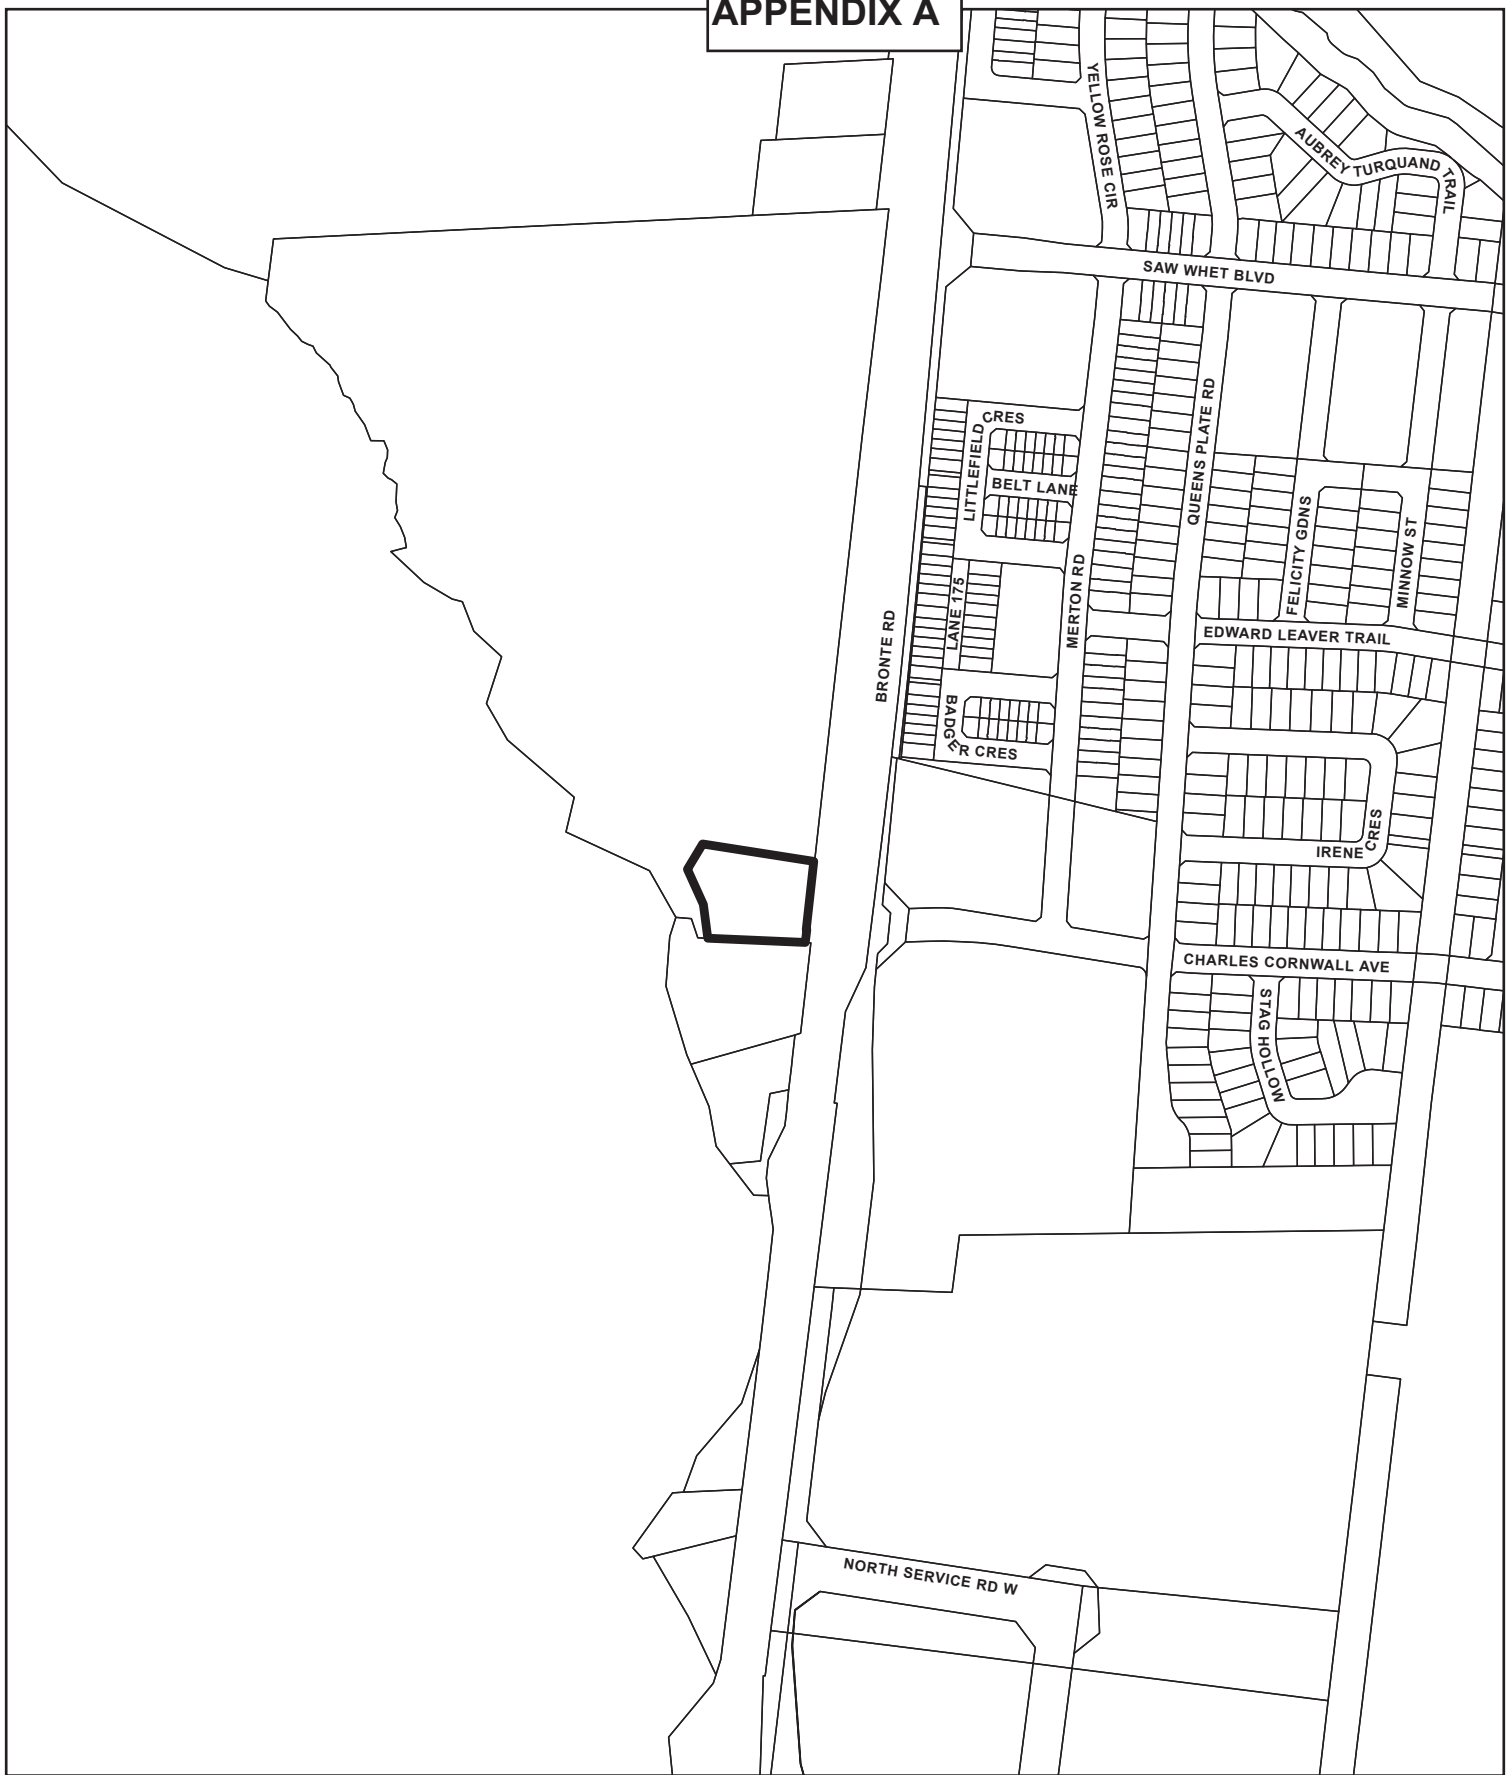 APPENDIX A
YELLOW ROSE CIR
AUBREY TURQUAND TRAIL
SAW WHET BLVD
LITTLEFIELD CRES
BELT LANE
QUEENS PLATE RD
FELICITY GDNS
MINNOW ST
LANE 175
MERTON RD
BRONTE RD
EDWARD LEAVER TRAIL
BADGER CRES
IRENE CRES
CHARLES CORNWALL AVE
STAG HOLLOW
NORTH SERVICE RD W